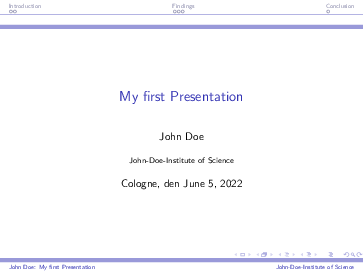 Introduction Findings Conclusion
My first Presentation
John Doe
John-Doe-Institute of Science
Cologne, den June 5, 2022
John Doe: My first Presentation John-Doe-Institute of Science